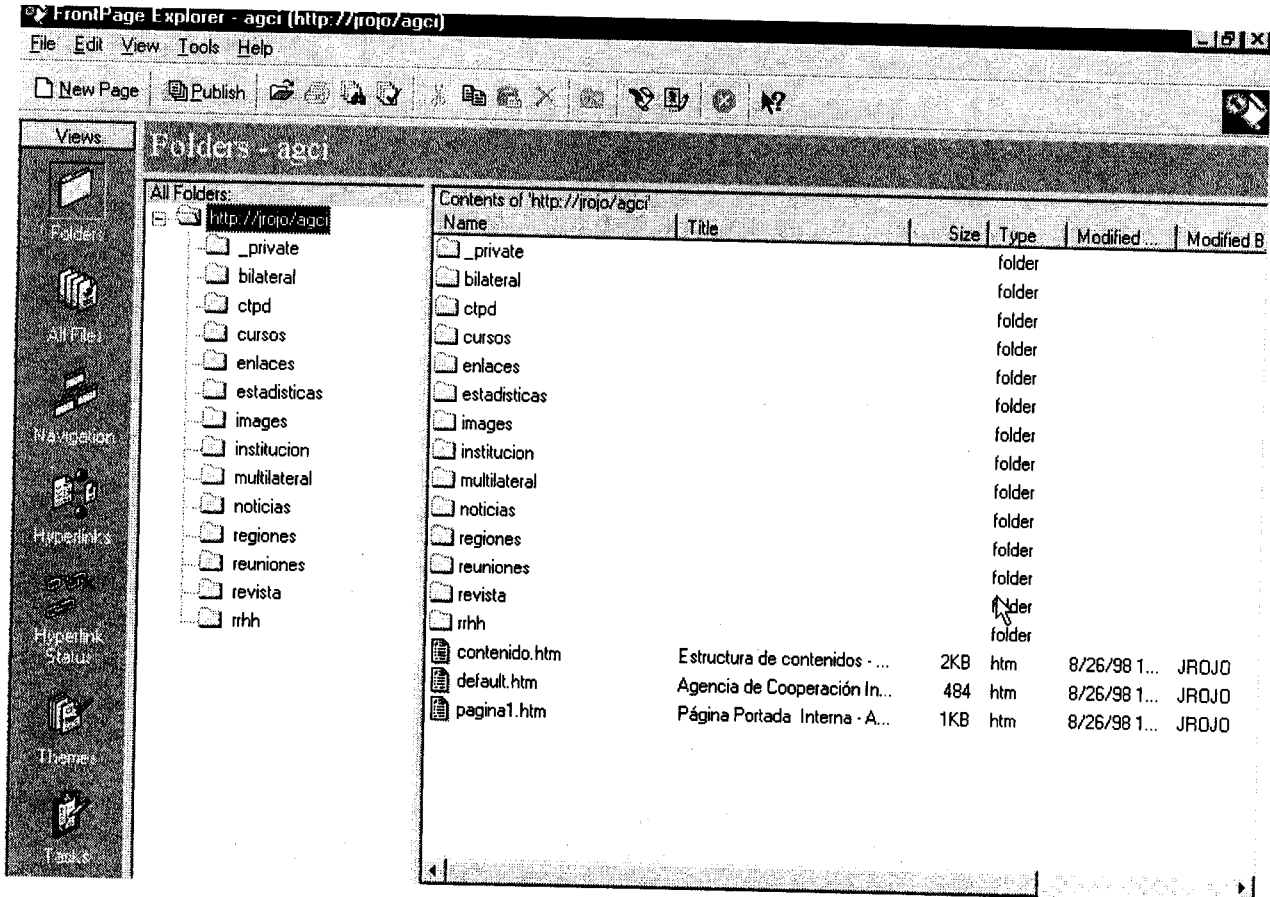 FrontPage Explorer - agci (http://jrojo/agci)
File Edit View Tools Help
New Page Publish
Views
Folders - agci
Folders
All Files
Navigation
Hyperlinks
Hyperlink
Status
Themes
Tasks
All Folders:
http://jrojo/agci
_private
bilateral
ctpd
cursos
enlaces
estadisticas
images
institucion
multilateral
noticias
regiones
reuniones
revista
rrhh
Contents of 'http://jrojo/agci'
Name Title Size Type Modified ... Modified B
_private folder
bilateral folder
ctpd folder
cursos folder
enlaces folder
estadisticas folder
images folder
institucion folder
multilateral folder
noticias folder
regiones folder
reuniones folder
revista folder
rrhh folder
contenido.htm Estructura de contenidos - ... 2KB htm 8/26/98 1... JROJO
default.htm Agencia de Cooperación In... 484 htm 8/26/98 1... JROJO
pagina1.htm Página Portada Interna - A... 1KB htm 8/26/98 1... JROJO